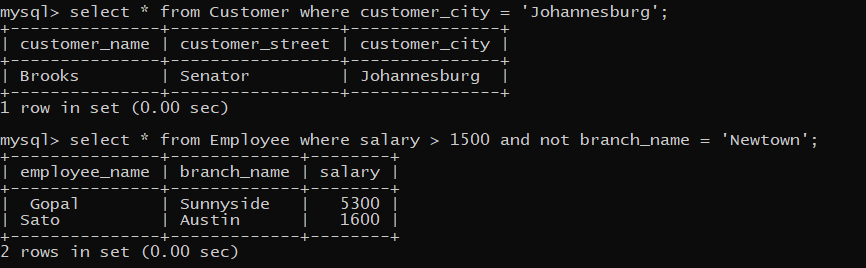 mysql> select * from Customer where customer_city = 'Johannesburg';
+---------------+-----------------+---------------+
| customer_name | customer_street | customer_city |
+---------------+-----------------+---------------+
| Brooks        | Senator         | Johannesburg  |
+---------------+-----------------+---------------+
1 row in set (0.00 sec)

mysql> select * from Employee where salary > 1500 and not branch_name = 'Newtown';
+---------------+-------------+--------+
| employee_name | branch_name | salary |
+---------------+-------------+--------+
|  Gopal        | Sunnyside   |   5300 |
| Sato          | Austin      |   1600 |
+---------------+-------------+--------+
2 rows in set (0.00 sec)